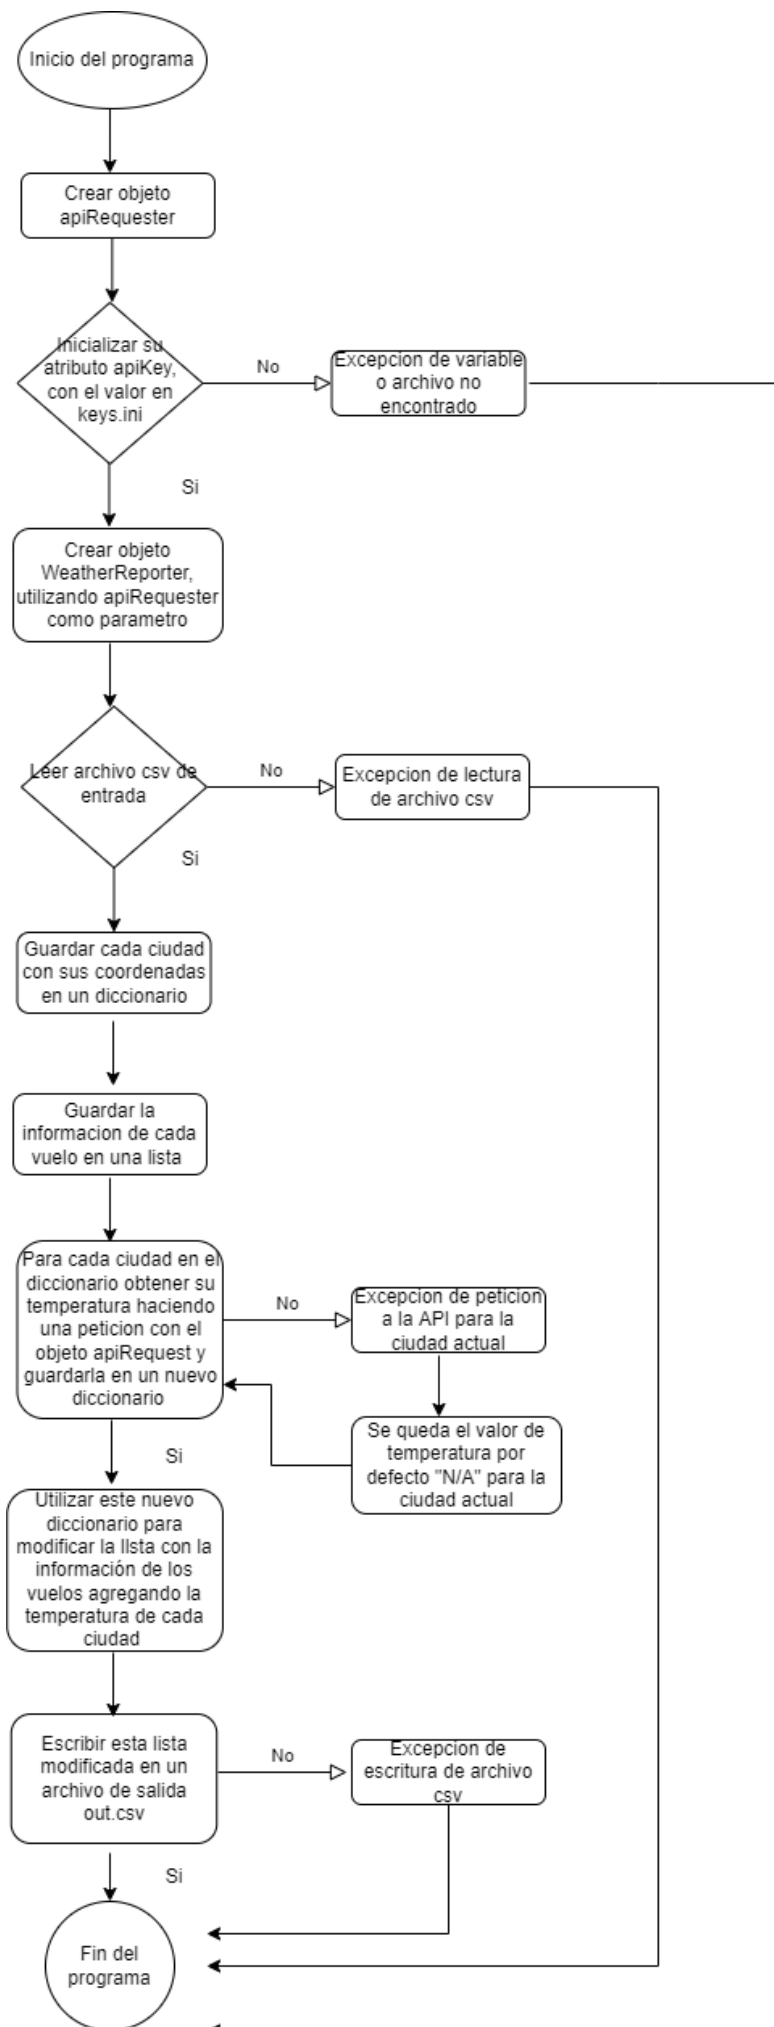 Inicio del programa
Crear objeto
apiRequester
Inicializar su
atributo apiKey,
con el valor en
keys.ini
No
Excepcion de variable
o archivo no
encontrado
Si
Crear objeto
WeatherReporter,
utilizando apiRequester
como parametro
Leer archivo csv de
entrada
No
Excepcion de lectura
de archivo csv
Si
Guardar cada ciudad
con sus coordenadas
en un diccionario
Guardar la
informacion de cada
vuelo en una lista
Para cada ciudad en el
diccionario obtener su
temperatura haciendo
una peticion con el
objeto apiRequest y
guardarla en un nuevo
diccionario
No
Excepcion de peticion
a la API para la
ciudad actual
Se queda el valor de
temperatura por
defecto "N/A" para la
ciudad actual
Si
Utilizar este nuevo
diccionario para
modificar la lIsta con la
información de los
vuelos agregando la
temperatura de cada
ciudad
Escribir esta lista
modificada en un
archivo de salida
out.csv
No
Excepcion de
escritura de archivo
csv
Si
Fin del
programa